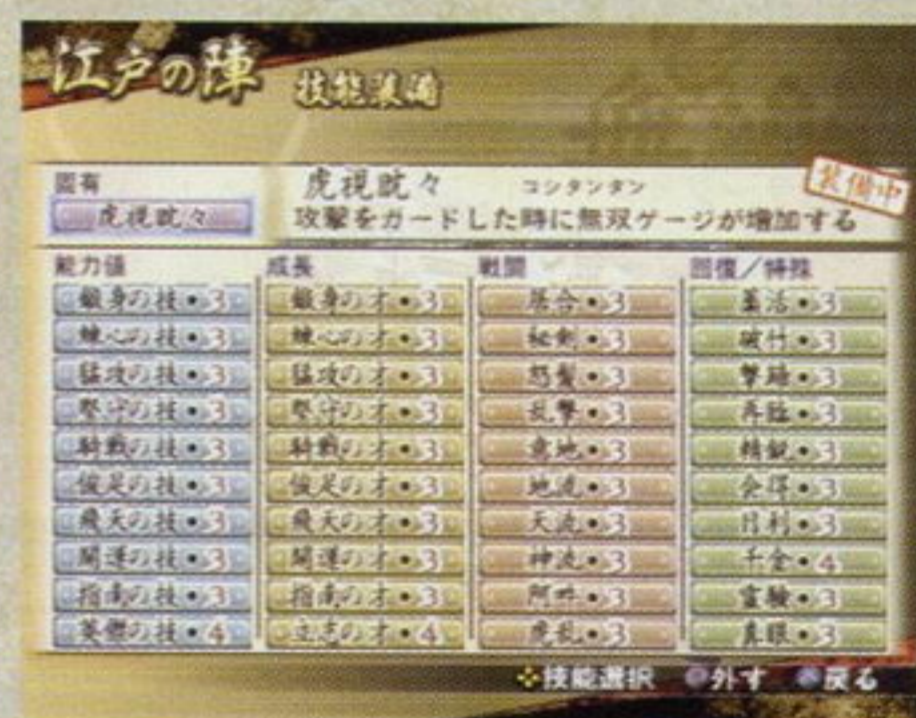 江戸の陣 技能装備
固有
虎視眈々
虎視眈々 コシタンタン
装備中
攻撃をガードした時に無双ゲージが増加する
能力値 成長 戦闘 回復/特殊
鍛身の技・3 鍛身の才・3 居合・3 薬活・3
練心の技・3 練心の才・3 秘剣・3 破竹・3
猛攻の技・3 猛攻の才・3 怒髪・3 撃砕・3
堅守の技・3 堅守の才・3 乱撃・3 再臨・3
騎戦の技・3 騎戦の才・3 意地・3 精鋭・3
俊足の技・3 俊足の才・3 地流・3 会得・3
飛天の技・3 飛天の才・3 天流・3 目利・3
開運の技・3 開運の才・3 神流・3 千金・4
指南の技・3 指南の才・3 阿吽・3 霊験・3
英傑の技・4 立志の才・4 虎乱・3 真眼・3
技能選択 外す 戻る